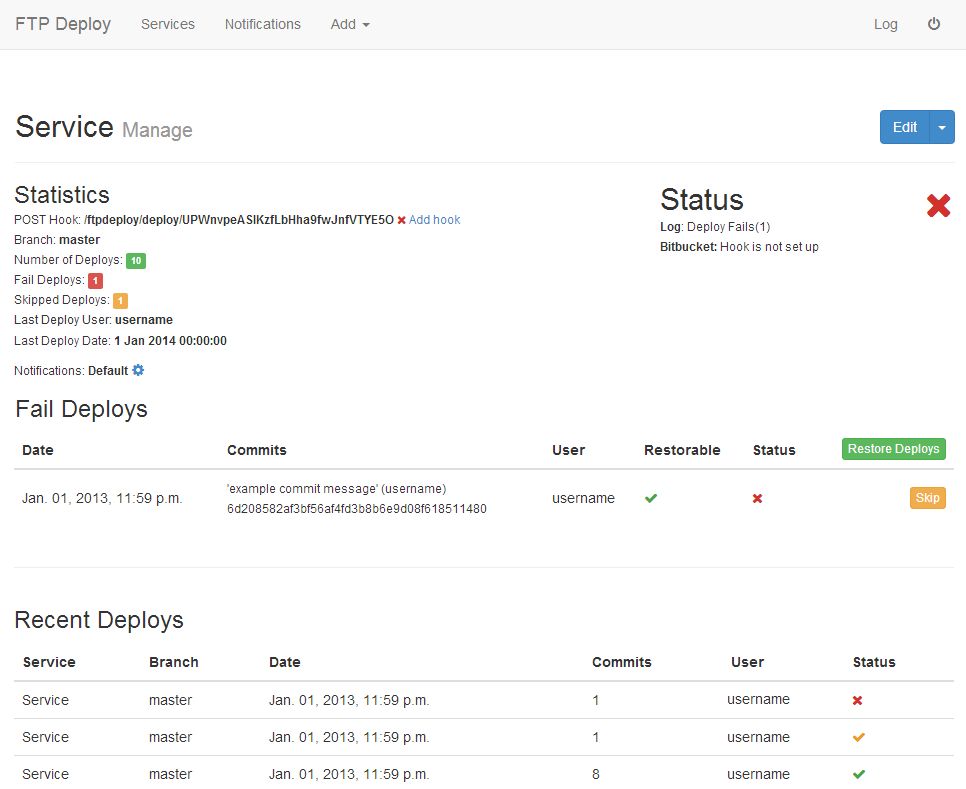 FTP Deploy Services Notifications Add Log
Service Manage Edit
Statistics
POST Hook: /ftpdeploy/deploy/UPWnvpeASIKzfLbHha9fwJnfVTYE5O Add hook
Branch: master
Number of Deploys: 10
Fail Deploys: 1
Skipped Deploys: 1
Last Deploy User: username
Last Deploy Date: 1 Jan 2014 00:00:00
Notifications: Default
Status
Log: Deploy Fails(1)
Bitbucket: Hook is not set up
Fail Deploys
Date Commits User Restorable Status Restore Deploys
Jan. 01, 2013, 11:59 p.m. 'example commit message' (username) username Skip
6d208582af3bf56af4fd3b8b6e9d08f618511480
Recent Deploys
Service Branch Date Commits User Status
Service master Jan. 01, 2013, 11:59 p.m. 1 username
Service master Jan. 01, 2013, 11:59 p.m. 1 username
Service master Jan. 01, 2013, 11:59 p.m. 8 username